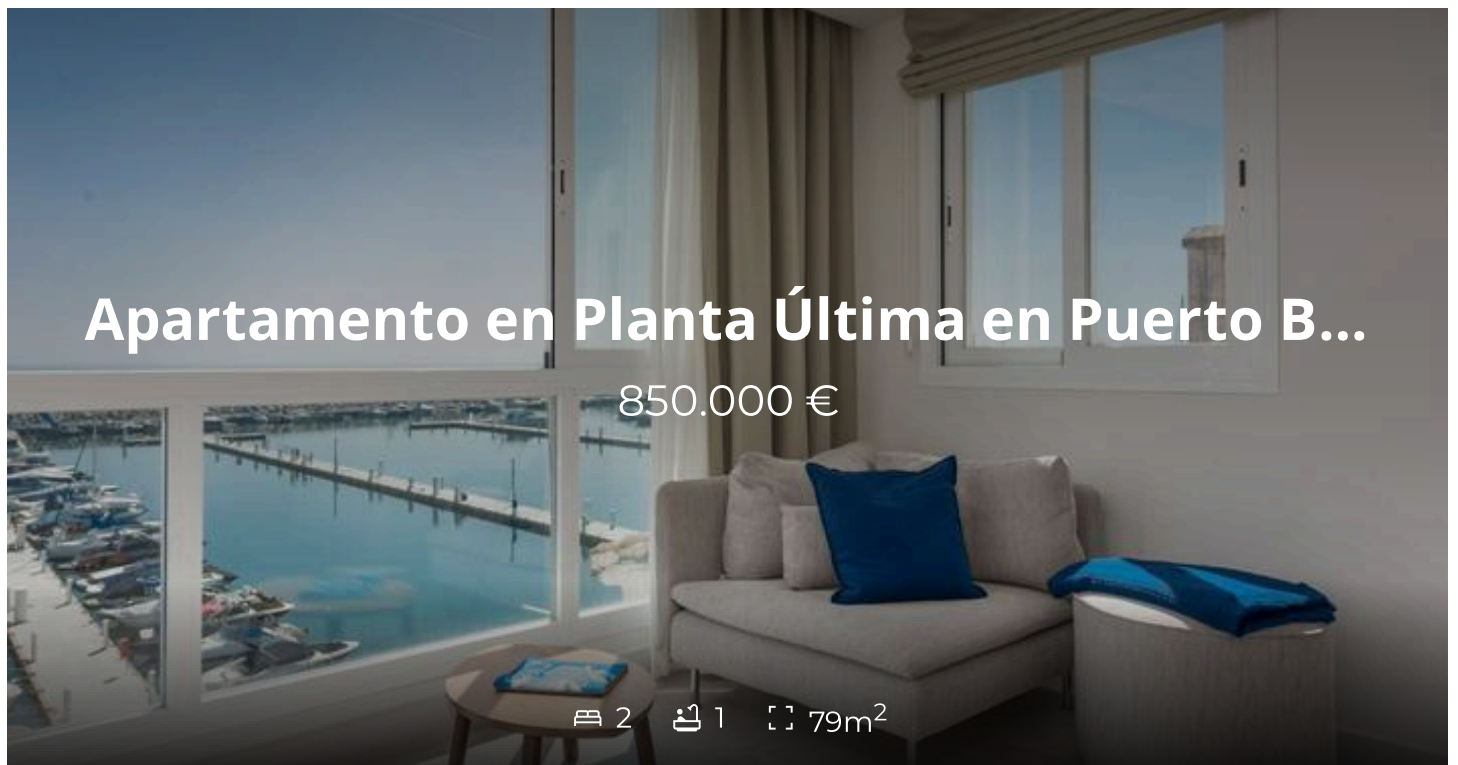 Apartamento en Planta Última en Puerto B...
850.000 €
2 1 79m²